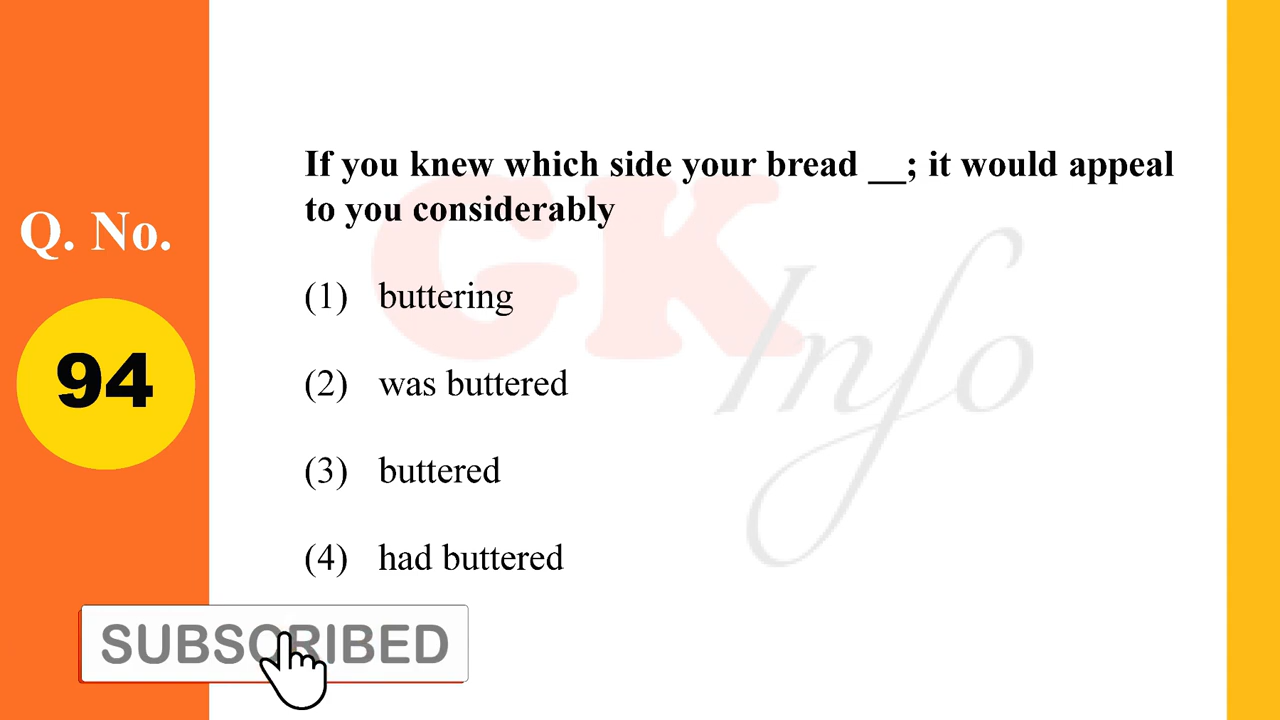 Q. No.
94
If you knew which side your bread __; it would appeal
to you considerably
(1) buttering
(2) was buttered
(3) buttered
(4) had buttered
GK
Info
SUBSCRIBED